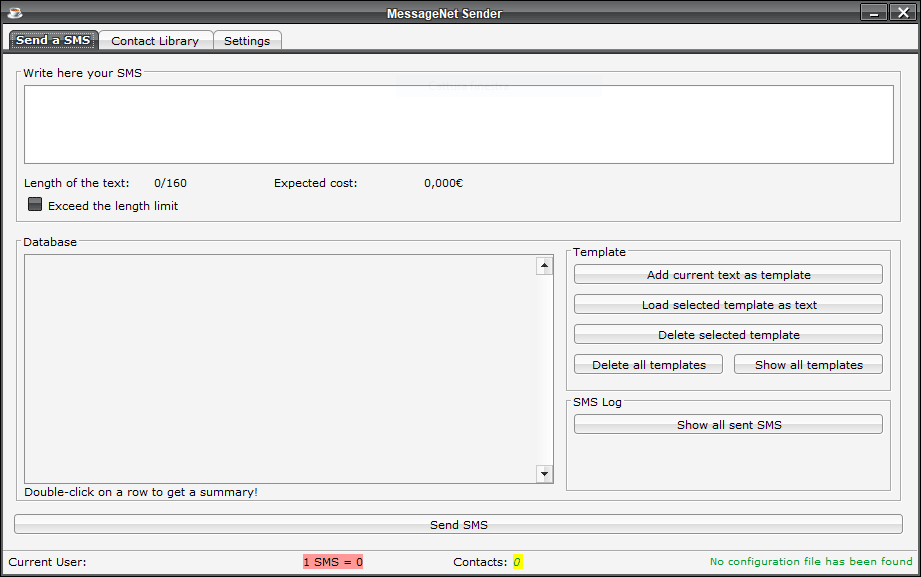 MessageNet Sender
Send a SMS Contact Library Settings
Write here your SMS
Length of the text: 0/160 Expected cost: 0,000€
Exceed the length limit
Database
Template
Add current text as template
Load selected template as text
Delete selected template
Delete all templates Show all templates
SMS Log
Show all sent SMS
Double-click on a row to get a summary!
Send SMS
Current User: 1 SMS = 0 Contacts: 0 No configuration file has been found